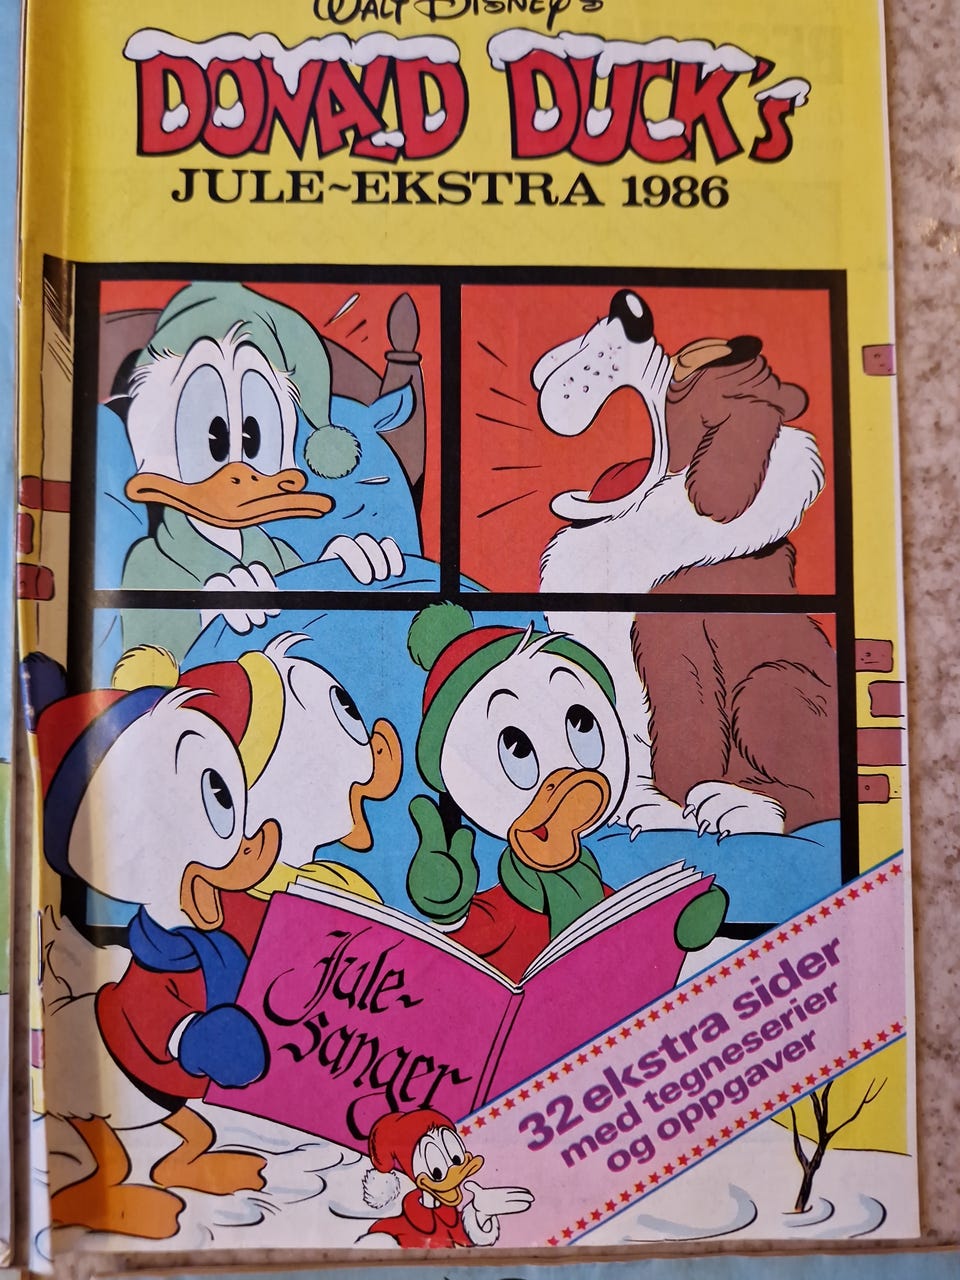 WALT DISNEY'S
DONALD DUCK's
JULE~EKSTRA 1986
Jule-
sanger
32 ekstra sider
med tegneserier
og oppgaver